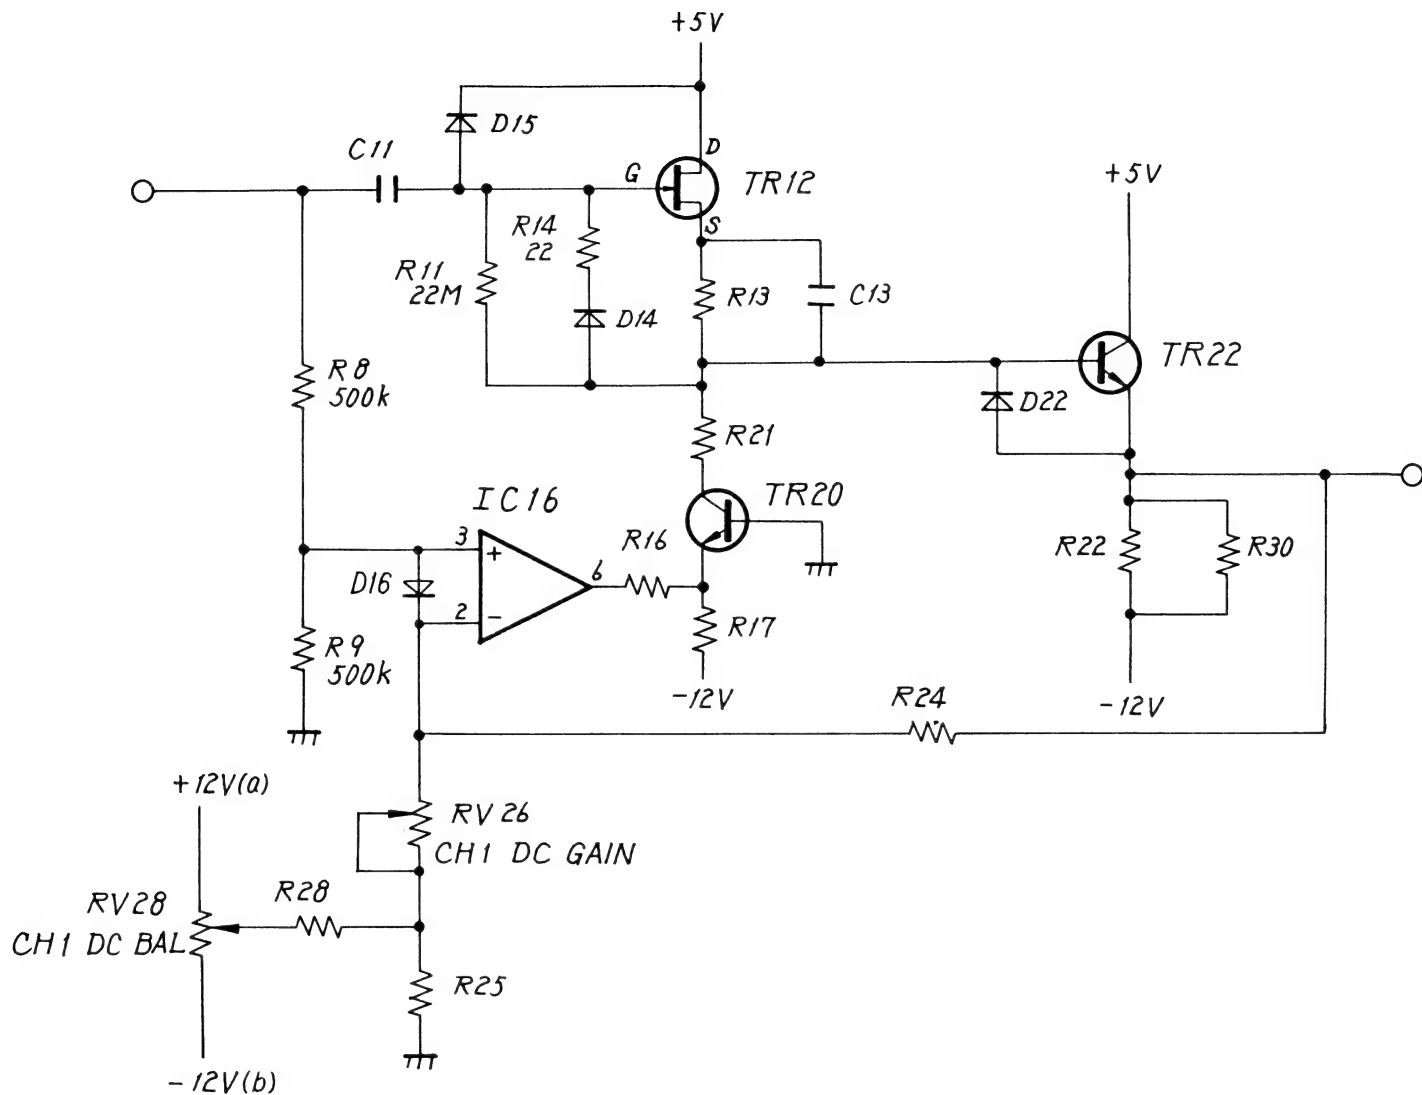 +5V
D15
C11
D
G
TR12
+5V
S
R14
22
R11
22M
R13
C13
D14
TR22
R8
500k
D22
R21
IC16
TR20
R16
3
+
6
R22
R30
D16
2
-
R17
R9
500k
-12V
R24
-12V
+12V(a)
RV26
CH1 DC GAIN
R28
RV28
CH1 DC BAL
R25
-12V(b)